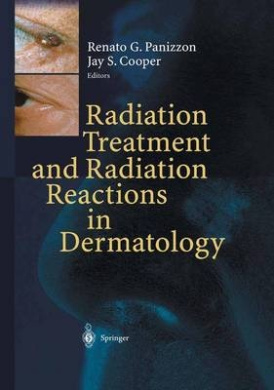 Renato G. Panizzon
Jay S. Cooper
Editors
Radiation
Treatment
and Radiation
Reactions
in
Dermatology
Springer